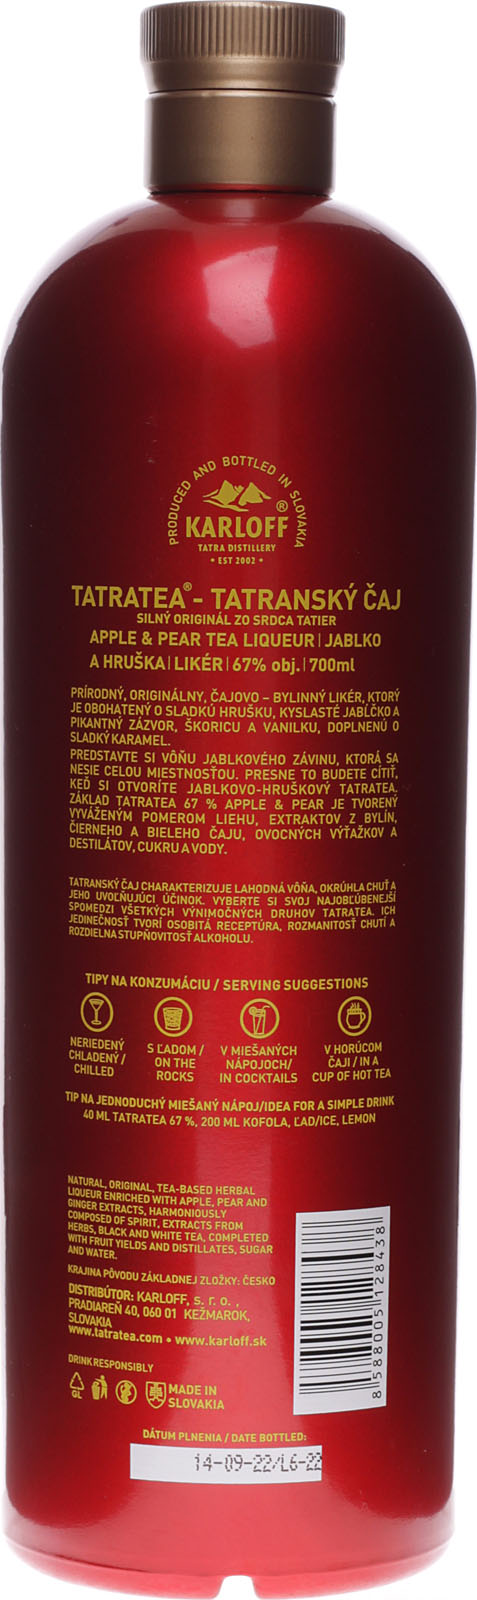 PRODUCED AND BOTTLED IN SLOVAKIA
KARLOFF®
TATRA DISTILLERY
• EST 2002 •
TATRATEA® - TATRANSKÝ ČAJ
SILNÝ ORIGINÁL ZO SRDCA TATIER
APPLE & PEAR TEA LIQUEUR | JABLKO
A HRUŠKA | LIKÉR | 67% obj. | 700ml
PRÍRODNÝ, ORIGINÁLNY, ČAJOVO – BYLINNÝ LIKÉR, KTORÝ
JE OBOHATENÝ O SLADKÚ HRUŠKU, KYSLASTÉ JABĹČKO A
PIKANTNÝ ZÁZVOR, ŠKORICU A VANILKU, DOPLNENÚ O
SLADKÝ KARAMEL.
PREDSTAVTE SI VÔŇU JABLKOVÉHO ZÁVINU, KTORÁ SA
NESIE CELOU MIESTNOSŤOU. PRESNE TO BUDETE CÍTIŤ,
KEĎ SI OTVORÍTE JABLKOVO-HRUŠKOVÝ TATRATEA.
ZÁKLAD TATRATEA 67 % APPLE & PEAR JE TVORENÝ
VYVÁŽENÝM POMEROM LIEHU, EXTRAKTOV Z BYLÍN,
ČIERNEHO A BIELEHO ČAJU, OVOCNÝCH VÝŤAŽKOV A
DESTILÁTOV, CUKRU A VODY.
TATRANSKÝ ČAJ CHARAKTERIZUJE LAHODNÁ VÔŇA, OKRÚHLA CHUŤ A
JEHO UVOĽŇUJÚCI ÚČINOK. VYBERTE SI SVOJ NAJOBĽÚBENEJŠÍ
SPOMEDZI VŠETKÝCH VÝNIMOČNÝCH DRUHOV TATRATEA. ICH
JEDINEČNOSŤ TVORÍ OSOBITÁ RECEPTÚRA, ROZMANITOSŤ CHUTÍ A
ROZDIELNA STUPŇOVITOSŤ ALKOHOLU.
TIPY NA KONZUMÁCIU / SERVING SUGGESTIONS
NERIEDENÝ
CHLADENÝ /
CHILLED
S ĽADOM /
ON THE
ROCKS
V MIEŠANÝCH
NÁPOJOCH/
IN COCKTAILS
V HORÚCOM
ČAJI / IN A
CUP OF HOT TEA
TIP NA JEDNODUCHÝ MIEŠANÝ NÁPOJ/IDEA FOR A SIMPLE DRINK
40 ML TATRATEA 67 %, 200 ML KOFOLA, ĽAD/ICE, LEMON
NATURAL, ORIGINAL, TEA-BASED HERBAL
LIQUEUR ENRICHED WITH APPLE, PEAR AND
GINGER EXTRACTS, HARMONIOUSLY
COMPOSED OF SPIRIT, EXTRACTS FROM
HERBS, BLACK AND WHITE TEA, COMPLETED
WITH FRUIT YIELDS AND DISTILLATES, SUGAR
AND WATER.
KRAJINA PÔVODU ZÁKLADNEJ ZLOŽKY: ČESKO
DISTRIBÚTOR: KARLOFF, s. r. o. ,
PRADIAREŇ 40, 060 01 KEŽMAROK,
SLOVAKIA
www.tatratea.com • www.karloff.sk
DRINK RESPONSIBLY
GL
MADE IN
SLOVAKIA
8 588005 128438
DÁTUM PLNENIA / DATE BOTTLED:
14-09-22/L6-22